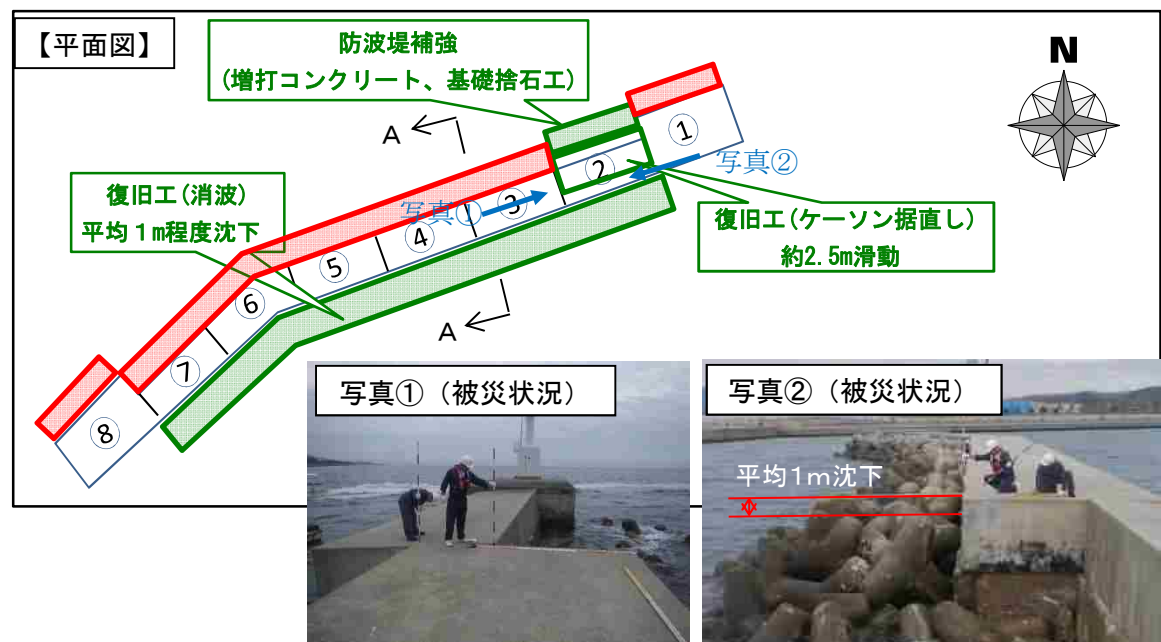 【平面図】
防波堤補強
(増打コンクリート、基礎捨石工)
N
A
①
写真②
②
復旧工(消波)
平均1m程度沈下
写真①
③
復旧工(ケーソン据直し)
約2.5m滑動
④
⑤
⑥
A
⑦
⑧
写真①（被災状況）
写真②（被災状況）
平均1m沈下